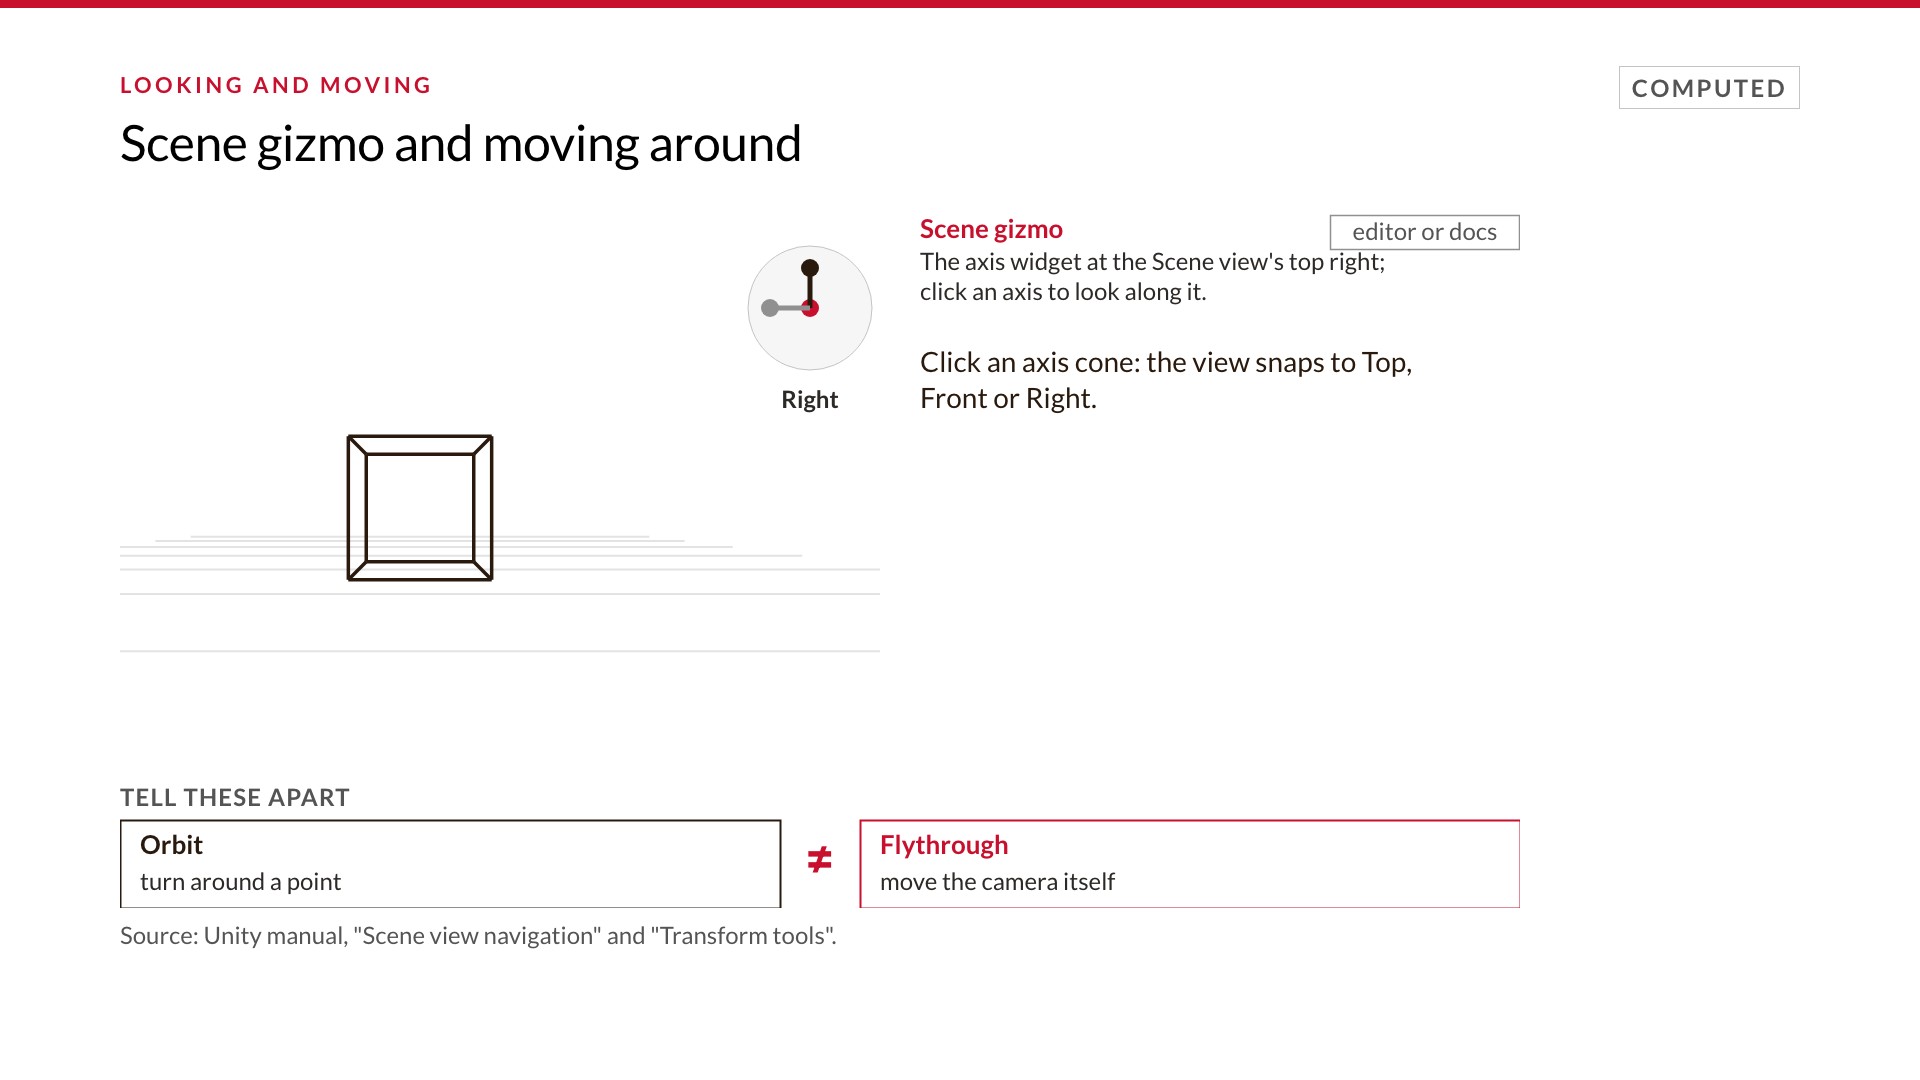 LOOKING AND MOVING
COMPUTED
Scene gizmo and moving around
Scene gizmo
editor or docs
The axis widget at the Scene view's top right;
click an axis to look along it.
Click an axis cone: the view snaps to Top,
Front or Right.
Right
TELL THESE APART
Orbit
turn around a point
≠
Flythrough
move the camera itself
Source: Unity manual, "Scene view navigation" and "Transform tools".